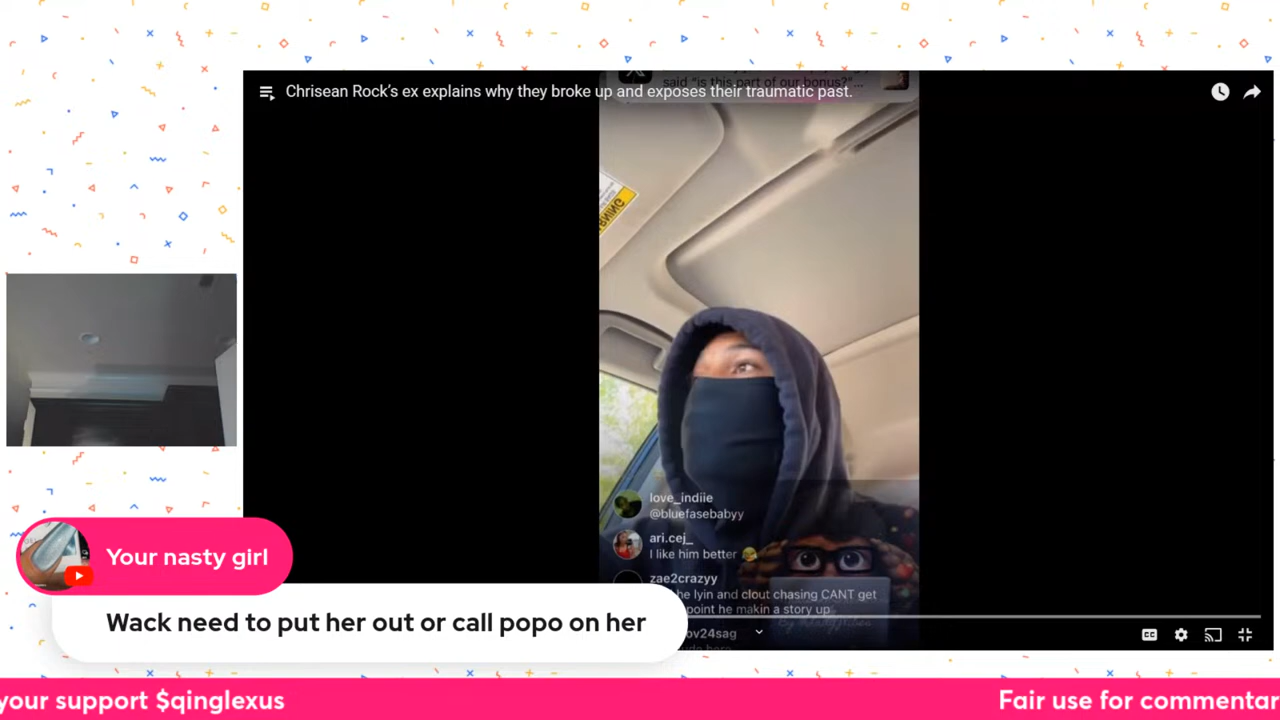 said “is this part of our bonus?”...
Chrisean Rock’s ex explains why they broke up and exposes their traumatic past.
love_indiie
@bluefasebabyy
ari.cej_
I like him better
zae2crazyy
he lyin and clout chasing CANT get
point he makin a story up
ov24sag
Your nasty girl
Wack need to put her out or call popo on her
CC
your support $qinglexus
Fair use for commentar